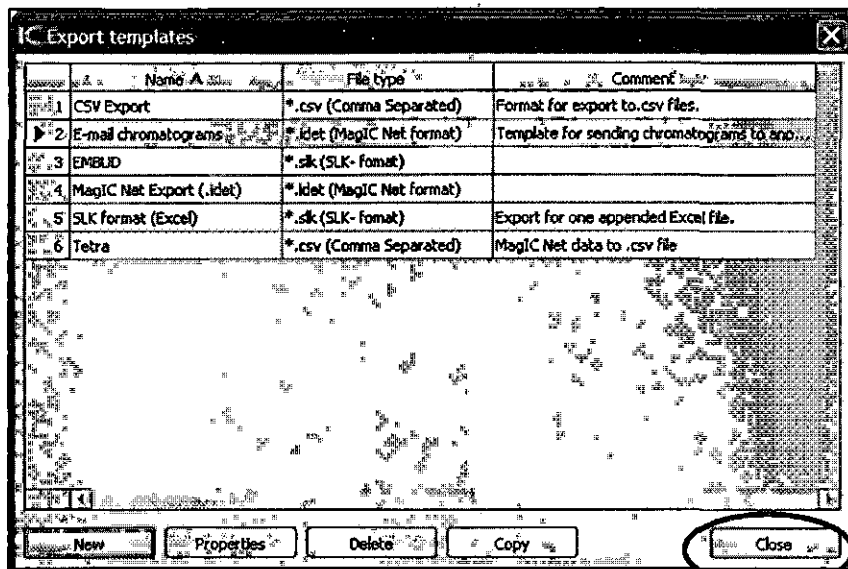 IC Export templates
Name File type Comment
1 CSV Export *.csv (Comma Separated) Format for export to .csv files.
2 E-mail chromatograms *.idet (MagIC Net format) Template for sending chromatograms to ano...
3 EMBUD *.slk (SLK- fomat)
4 MagIC Net Export (.idet) *.idet (MagIC Net format)
5 SLK format (Excel) *.slk (SLK- fomat) Export for one appended Excel file.
6 Tetra *.csv (Comma Separated) MagIC Net data to .csv file
New Properties Delete Copy Close